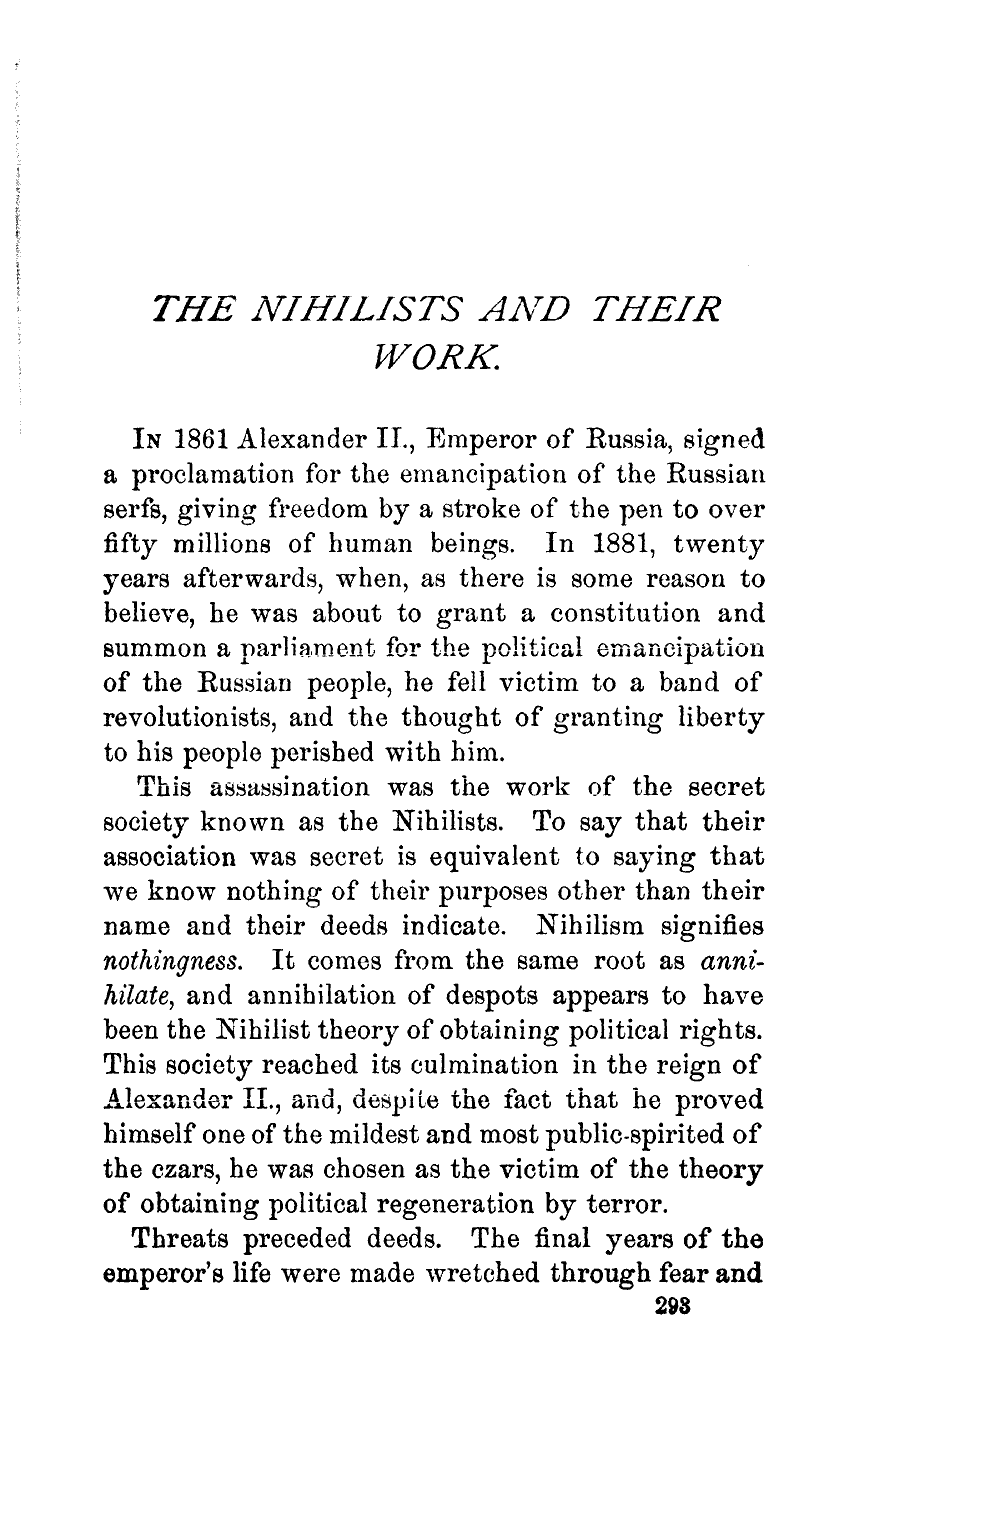 THE NIHILISTS AND THEIR
WORK.
IN 1861 Alexander II., Emperor of Russia, signed
a proclamation for the emancipation of the Russian
serfs, giving freedom by a stroke of the pen to over
fifty millions of human beings. In 1881, twenty
years afterwards, when, as there is some reason to
believe, he was about to grant a constitution and
summon a parliament for the political emancipation
of the Russian people, he fell victim to a band of
revolutionists, and the thought of granting liberty
to his people perished with him.
This assassination was the work of the secret
society known as the Nihilists. To say that their
association was secret is equivalent to saying that
we know nothing of their purposes other than their
name and their deeds indicate. Nihilism signifies
nothingness. It comes from the same root as anni-
hilate, and annihilation of despots appears to have
been the Nihilist theory of obtaining political rights.
This society reached its culmination in the reign of
Alexander II., and, despite the fact that he proved
himself one of the mildest and most public-spirited of
the czars, he was chosen as the victim of the theory
of obtaining political regeneration by terror.
Threats preceded deeds. The final years of the
emperor's life were made wretched through fear and
293